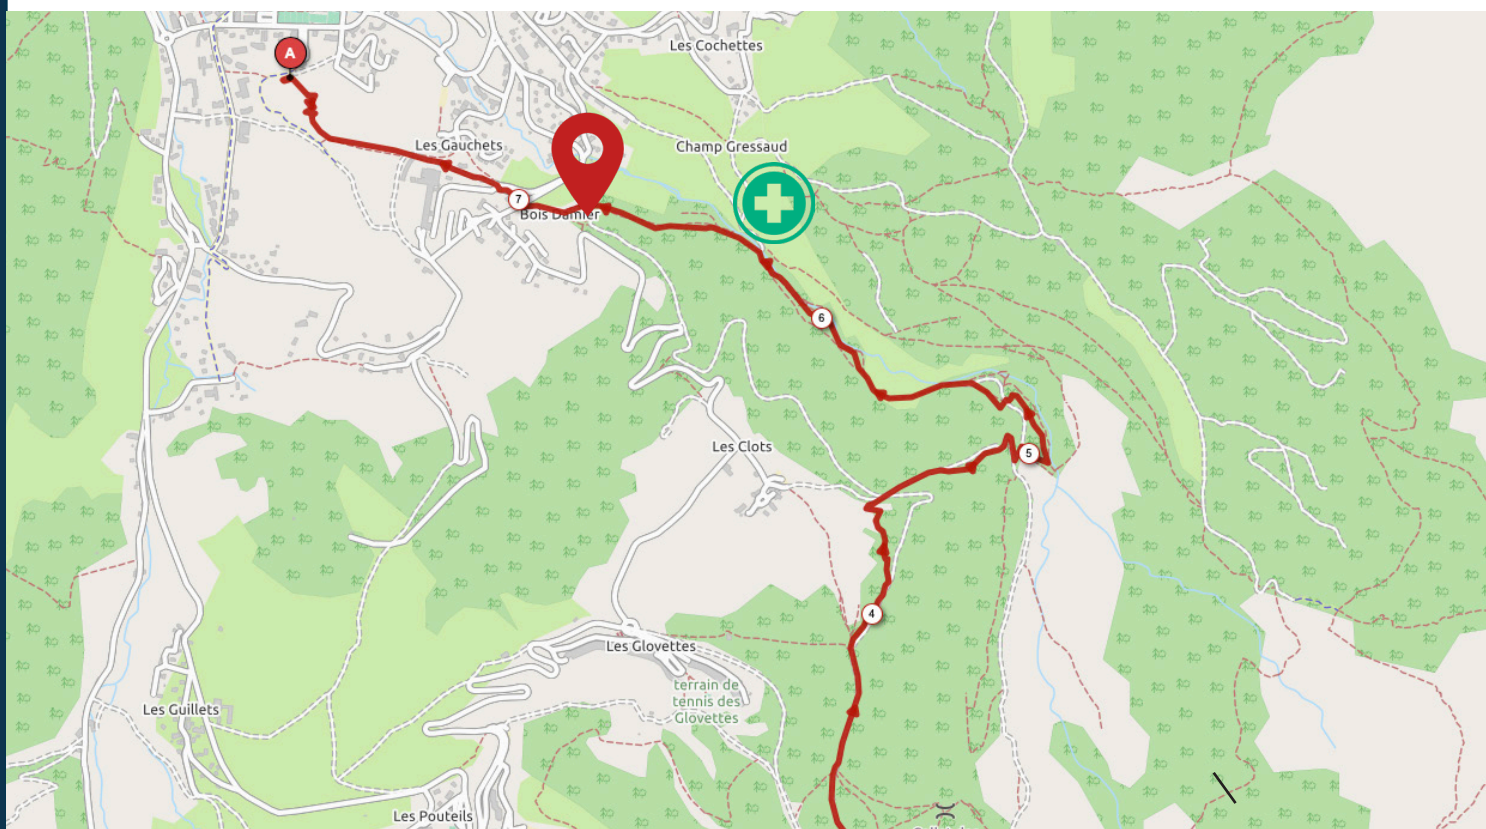 A
Les Cochettes
Les Gauchets
Champ Gressaud
7
Bois Damier
6
Les Clots
5
4
Les Glovettes
terrain de
tennis des
Glovettes
Les Guillets
Les Pouteils